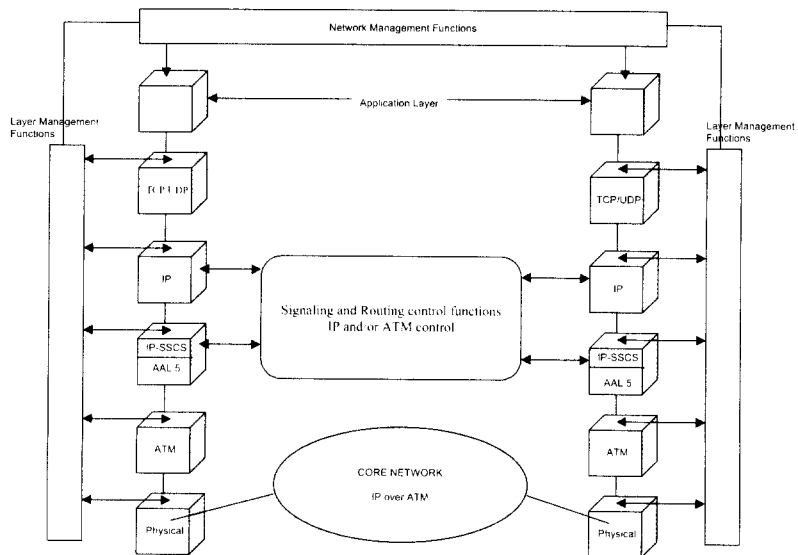 Network Management Functions
Application Layer
Layer Management
Functions
Layer Management
Functions
TCP/UDP
TCP/UDP
IP
IP
Signaling and Routing control functions
IP and/or ATM control
IP-SSCS
AAL 5
IP-SSCS
AAL 5
ATM
ATM
CORE NETWORK
IP over ATM
Physical
Physical